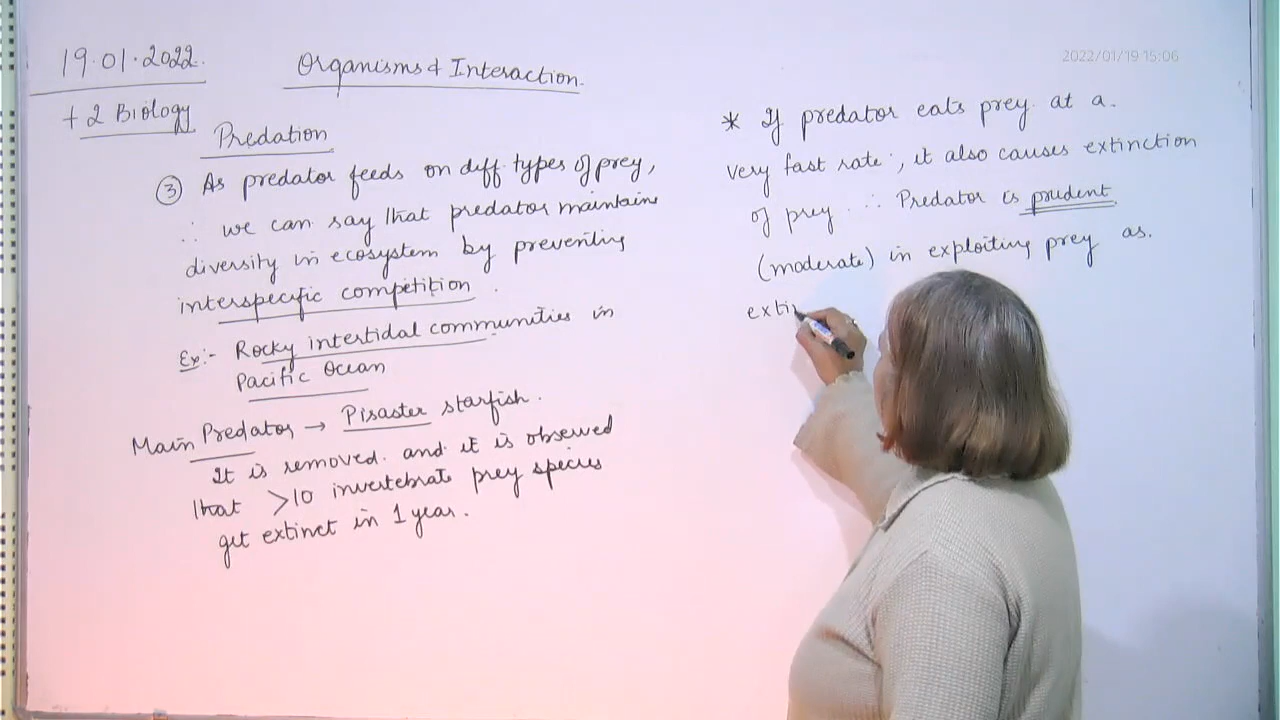 19.01.2022.
Organisms & Interaction.
2022/01/19 15:06
+2 Biology
Predation
③ As predator feeds on diff. types of prey,
∴ we can say that predator maintains
diversity in ecosystem by preventing
interspecific competition.
Ex:- Rocky intertidal communities in
Pacific Ocean
Main Predator → Pisaster starfish.
It is removed. and it is observed
that >10 invertebrate prey species
get extinct in 1 year.
* If predator eats prey at a.
very fast rate, it also causes extinction
of prey ∴ Predator is prudent
(moderate) in exploiting prey as.
exti